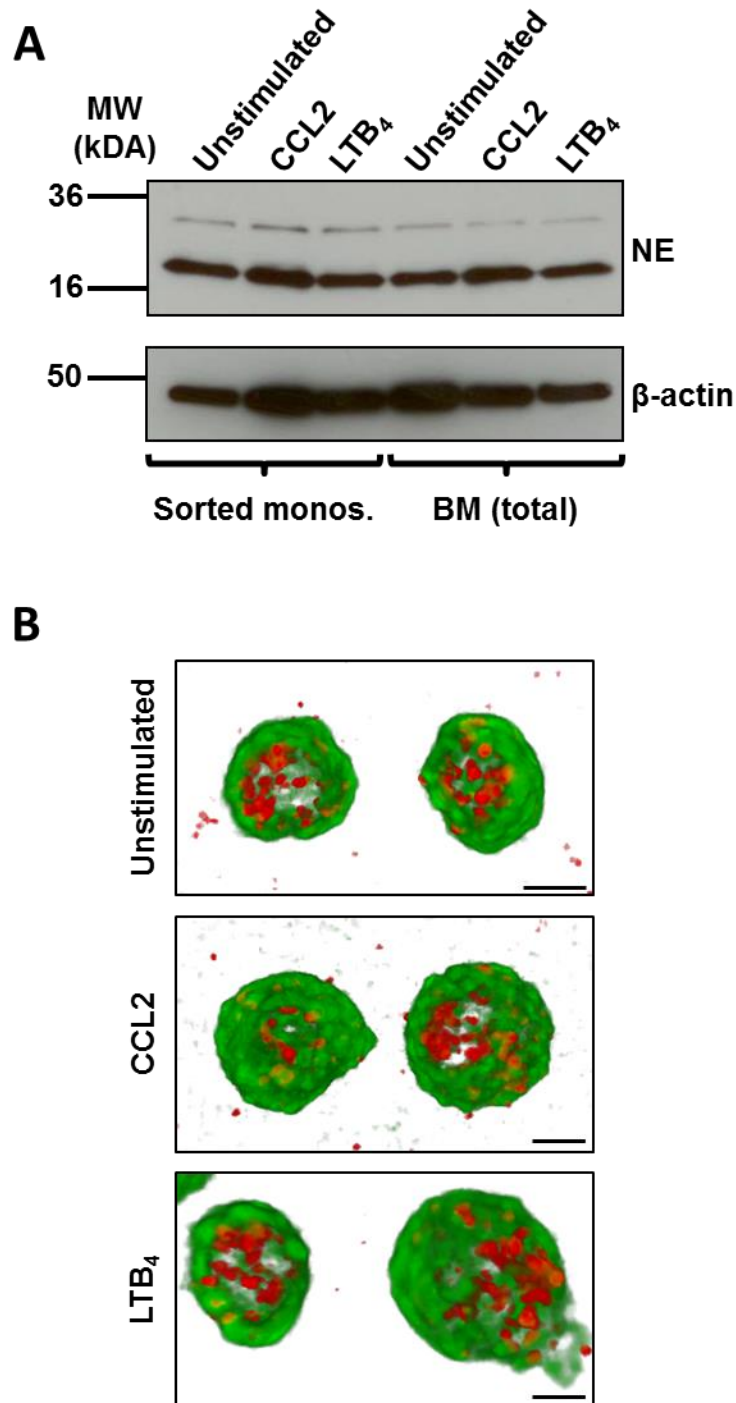 A
MW
(kDA)
Unstimulated
CCL2
LTB₄
Unstimulated
CCL2
LTB₄
36
16
NE
50
β-actin
Sorted monos.
BM (total)
B
Unstimulated
CCL2
LTB₄